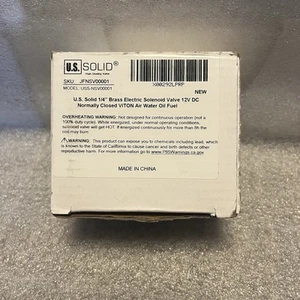 U.S. SOLID®
High Quality Valve
SKU: JFNSV00001
MODEL: USS-NSV00001
X00292LPRP
NEW
U.S. Solid 1/4" Brass Electric Solenoid Valve 12V DC
Normally Closed VITON Air Water Oil Fuel
OVERHEATING WARNING: Not designed for continuous operation (not a
100% duty cycle). While energized, under normal operating conditions,
solenoid valve will get HOT if energized continuously for more than 5h the
coil may burn.
WARNING: This product can expose you to chemicals including lead, which is known
to the State of California to cause cancer and birth defects or other
reproductive harm. For more information go to www.P65Warnings.ca.gov
MADE IN CHINA